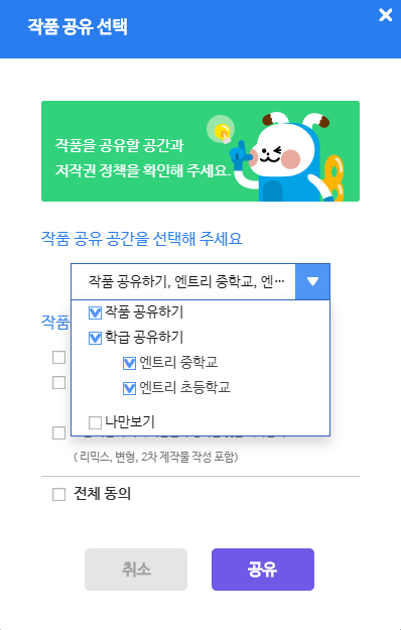 작품 공유 선택
작품을 공유할 공간과
저작권 정책을 확인해 주세요.
작품 공유 공간을 선택해 주세요
작품 공유하기, 엔트리 중학교, 엔…
작품
작품 공유하기
학급 공유하기
엔트리 중학교
엔트리 초등학교
나만보기
( 리믹스, 변형, 2차 제작물 작성 포함)
전체 동의
취소
공유